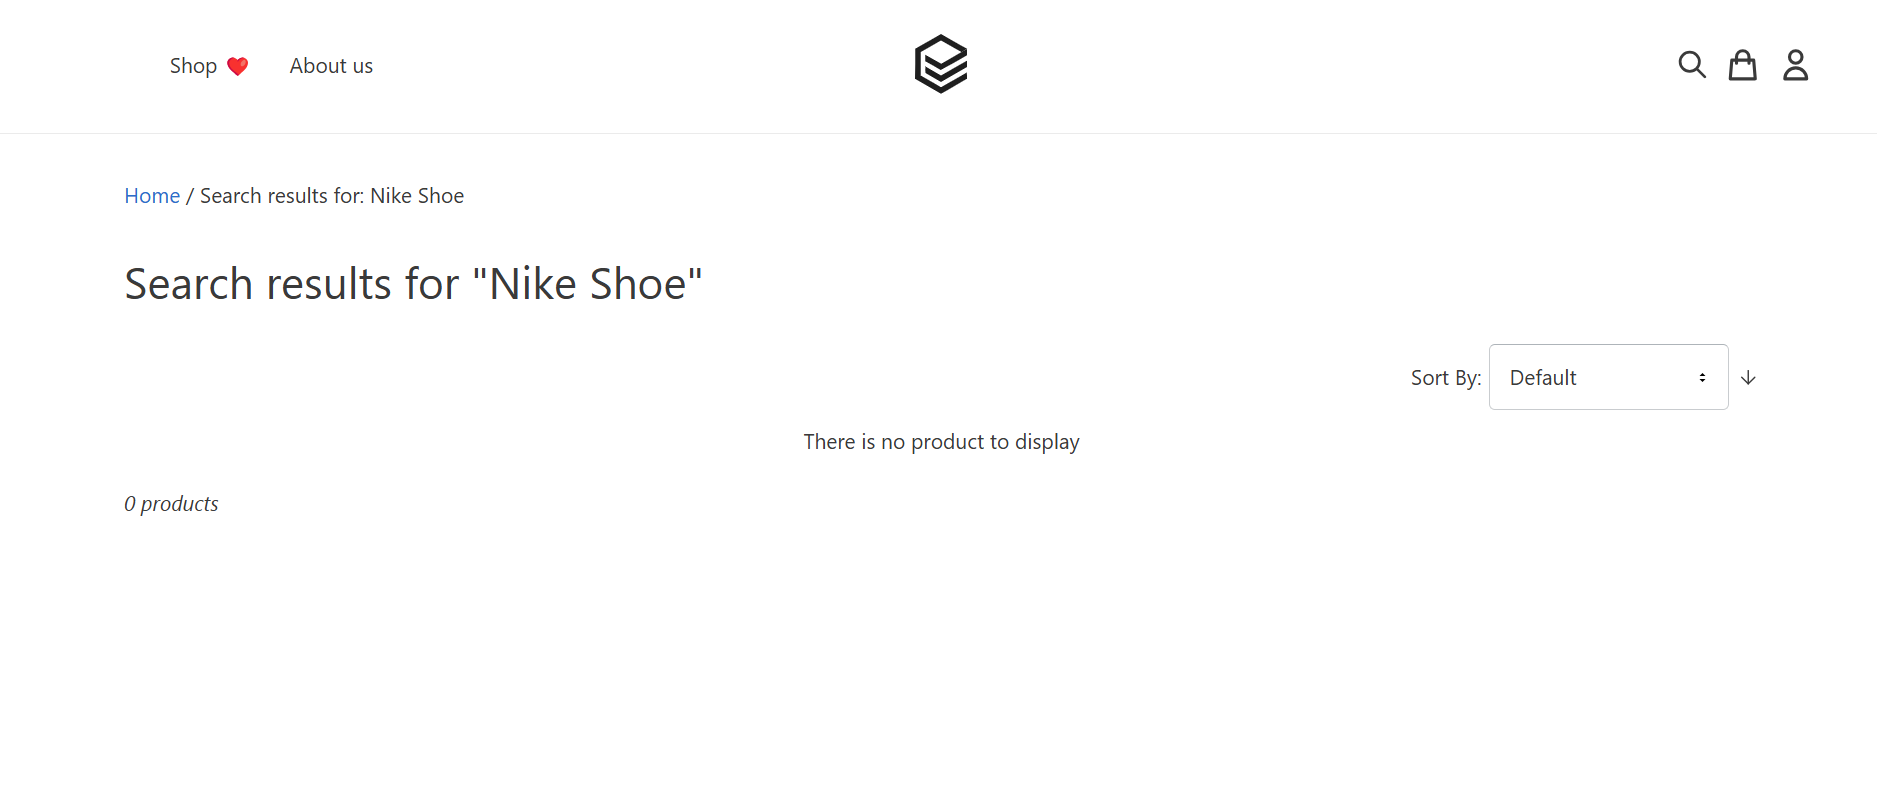 Shop ❤️ About us
Home / Search results for: Nike Shoe
Search results for "Nike Shoe"
Sort By: Default
There is no product to display
0 products